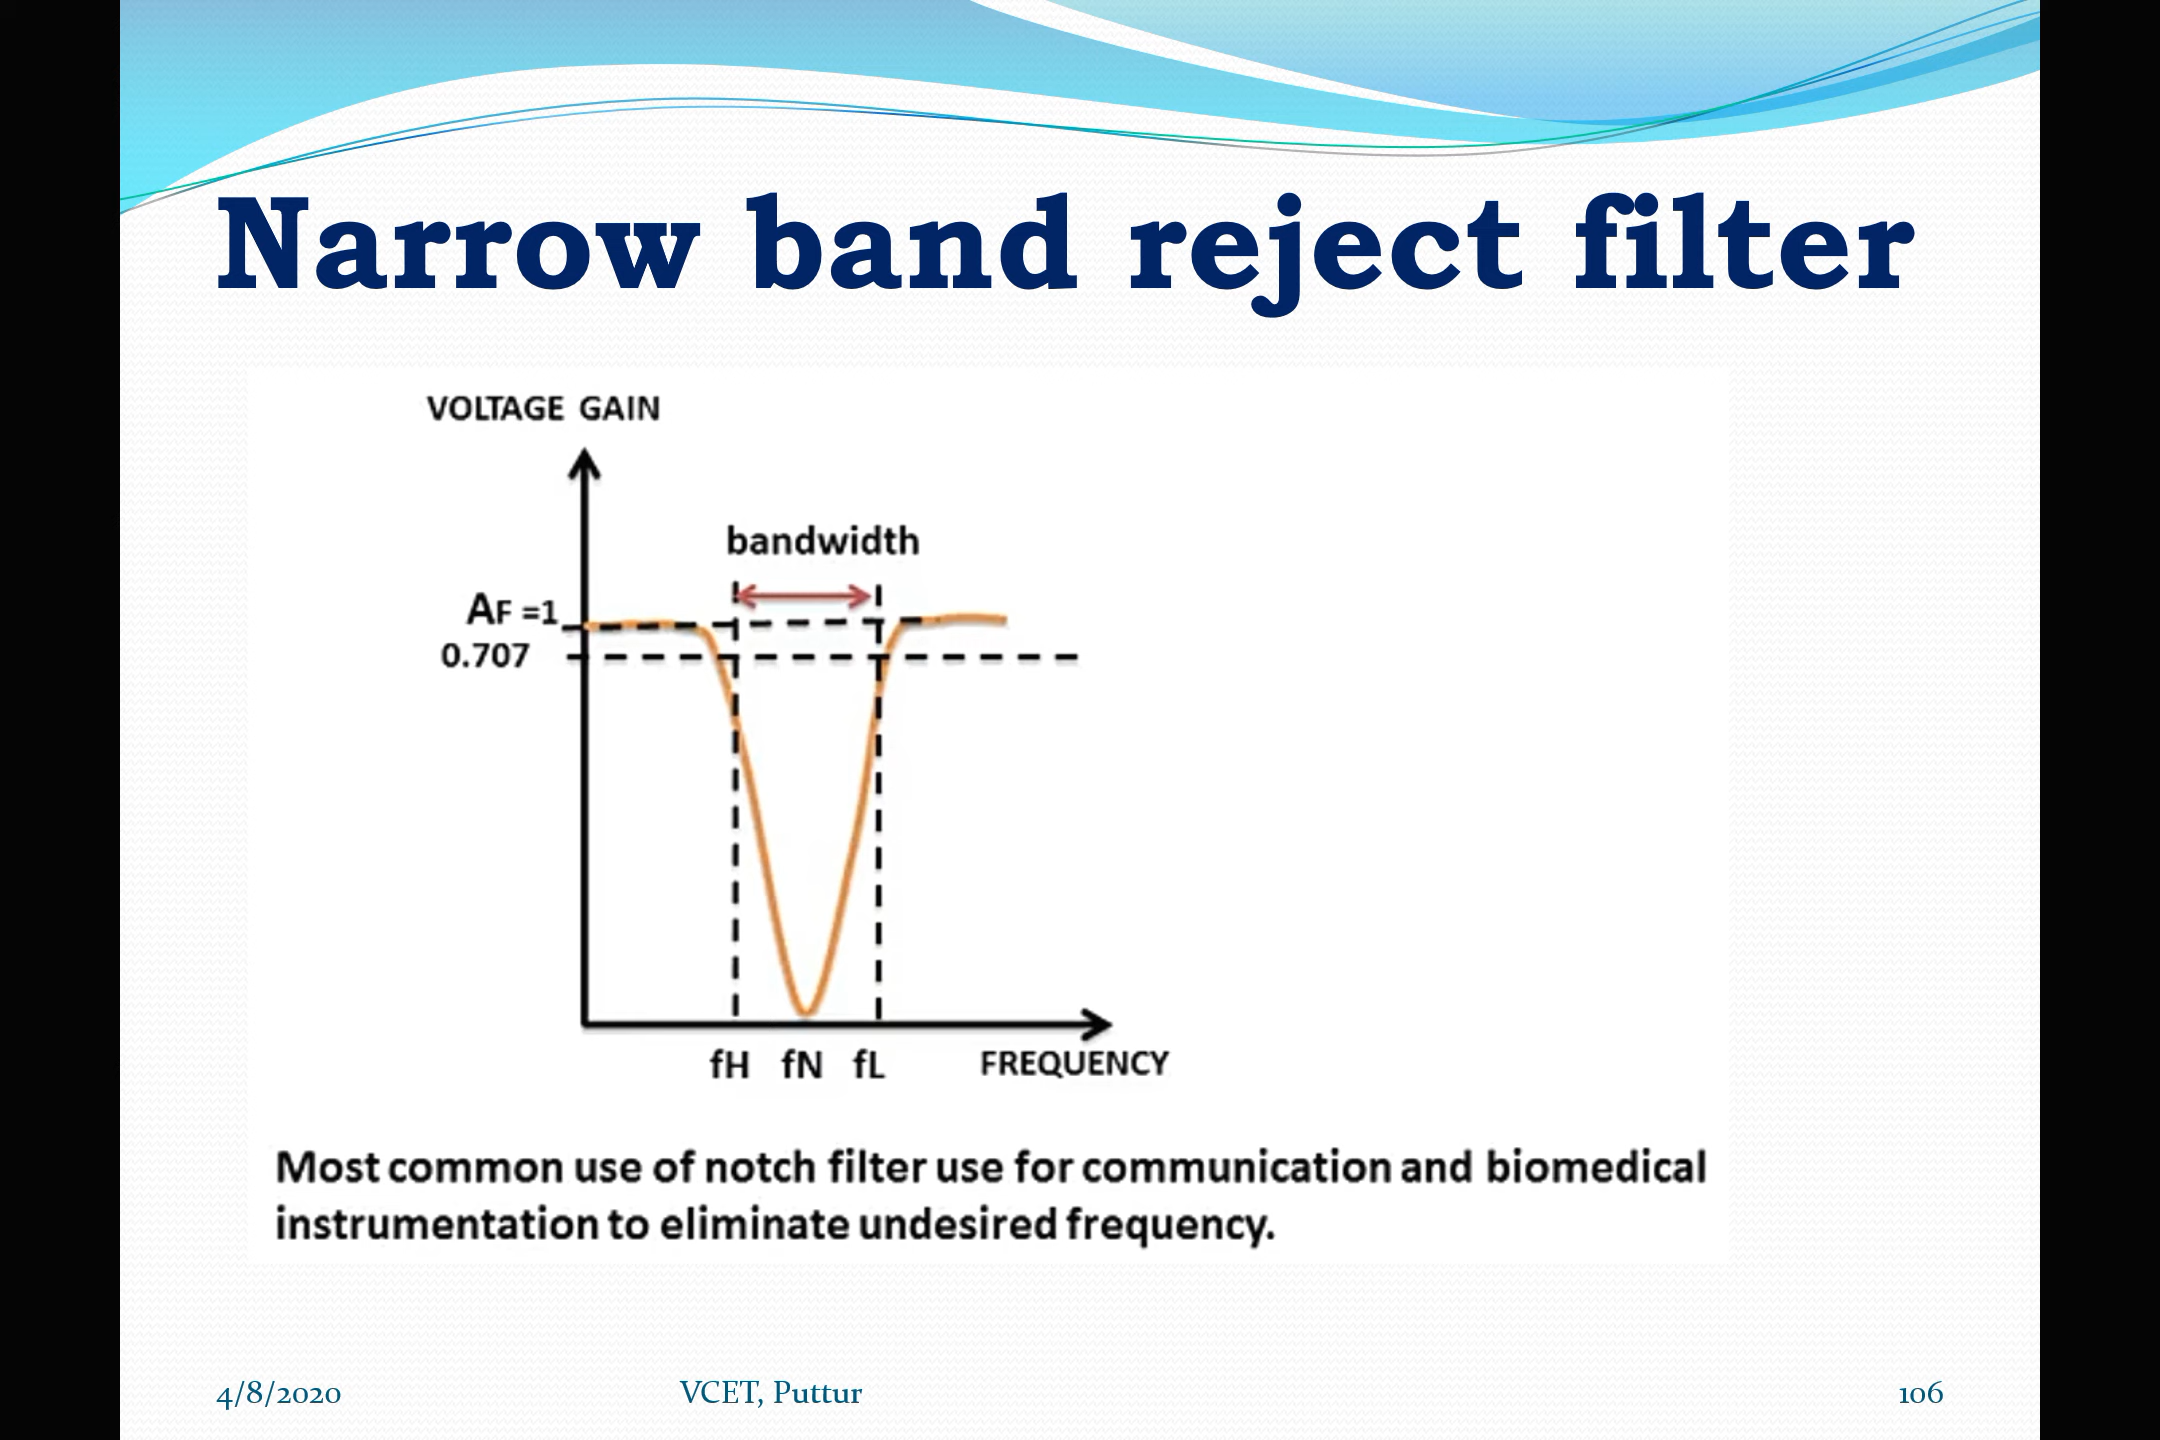 Narrow band reject filter
VOLTAGE GAIN
bandwidth
AF =1
0.707
fH fN fL FREQUENCY
Most common use of notch filter use for communication and biomedical
instrumentation to eliminate undesired frequency.
4/8/2020 VCET, Puttur 106